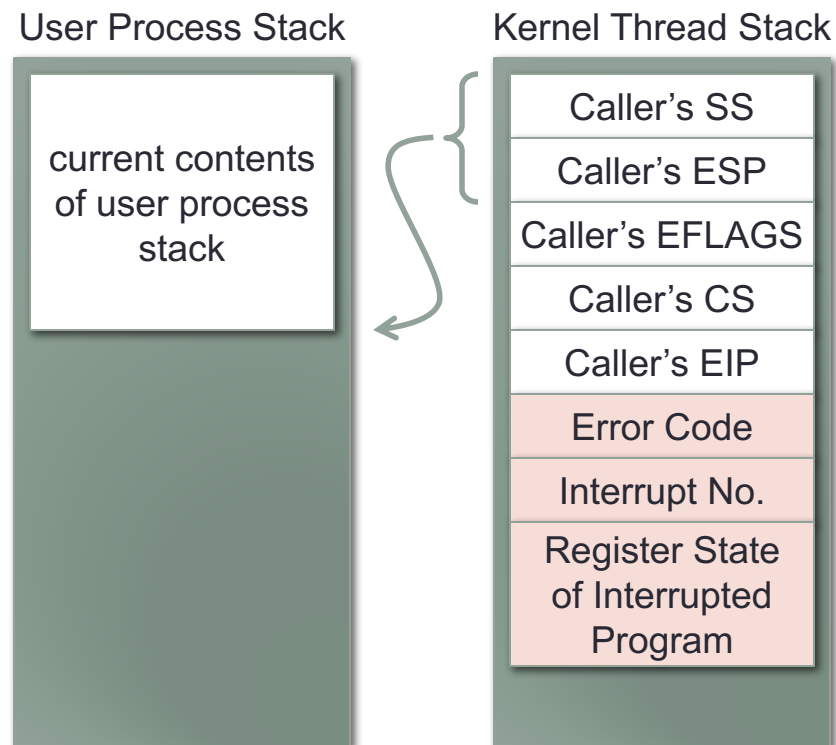 User Process Stack
current contents
of user process
stack
Kernel Thread Stack
Caller’s SS
Caller’s ESP
Caller’s EFLAGS
Caller’s CS
Caller’s EIP
Error Code
Interrupt No.
Register State
of Interrupted
Program